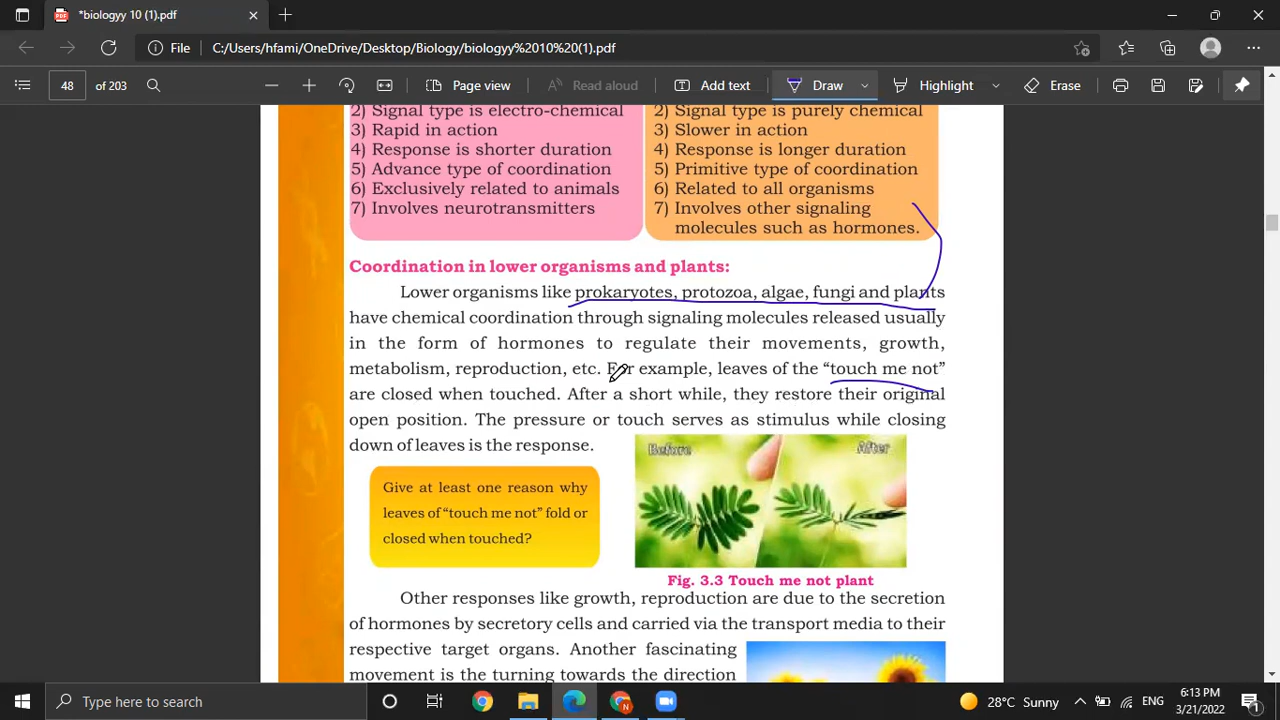 *biologyy 10 (1).pdf
File C:/Users/hfami/OneDrive/Desktop/Biology/biologyy%2010%20(1).pdf
48 of 203 Page view Read aloud Add text Draw Highlight Erase
2) Signal type is electro-chemical
3) Rapid in action
4) Response is shorter duration
5) Advance type of coordination
6) Exclusively related to animals
7) Involves neurotransmitters
2) Signal type is purely chemical
3) Slower in action
4) Response is longer duration
5) Primitive type of coordination
6) Related to all organisms
7) Involves other signaling
molecules such as hormones.
Coordination in lower organisms and plants:
Lower organisms like prokaryotes, protozoa, algae, fungi and plants
have chemical coordination through signaling molecules released usually
in the form of hormones to regulate their movements, growth,
metabolism, reproduction, etc. For example, leaves of the “touch me not”
are closed when touched. After a short while, they restore their original
open position. The pressure or touch serves as stimulus while closing
down of leaves is the response.
Give at least one reason why
leaves of “touch me not” fold or
closed when touched?
Before
After
Fig. 3.3 Touch me not plant
Other responses like growth, reproduction are due to the secretion
of hormones by secretory cells and carried via the transport media to their
respective target organs. Another fascinating
movement is the turning towards the direction
Type here to search
28°C Sunny
ENG
6:13 PM
3/21/2022
1